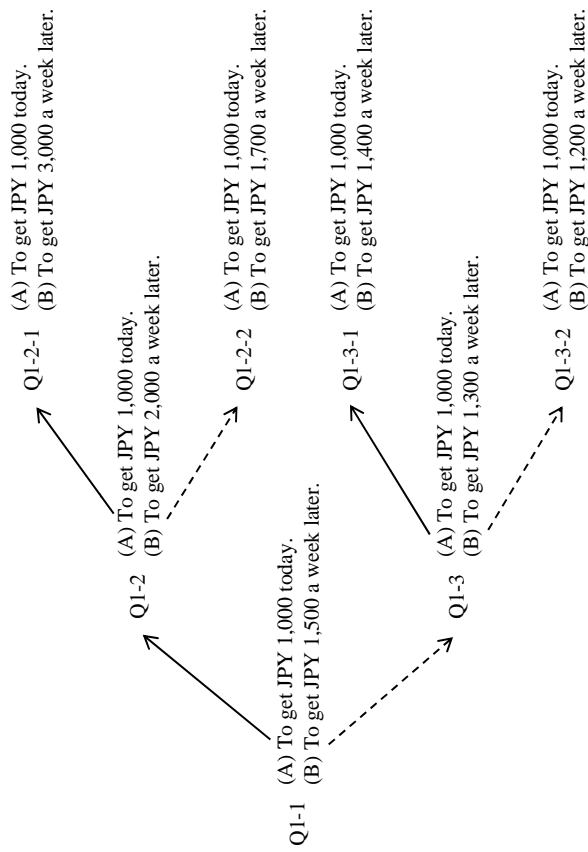 Q1-1
(A) To get JPY 1,000 today.
(B) To get JPY 1,500 a week later.
Q1-2
(A) To get JPY 1,000 today.
(B) To get JPY 2,000 a week later.
Q1-3
(A) To get JPY 1,000 today.
(B) To get JPY 1,300 a week later.
Q1-2-1
(A) To get JPY 1,000 today.
(B) To get JPY 3,000 a week later.
Q1-2-2
(A) To get JPY 1,000 today.
(B) To get JPY 1,700 a week later.
Q1-3-1
(A) To get JPY 1,000 today.
(B) To get JPY 1,400 a week later.
Q1-3-2
(A) To get JPY 1,000 today.
(B) To get JPY 1,200 a week later.